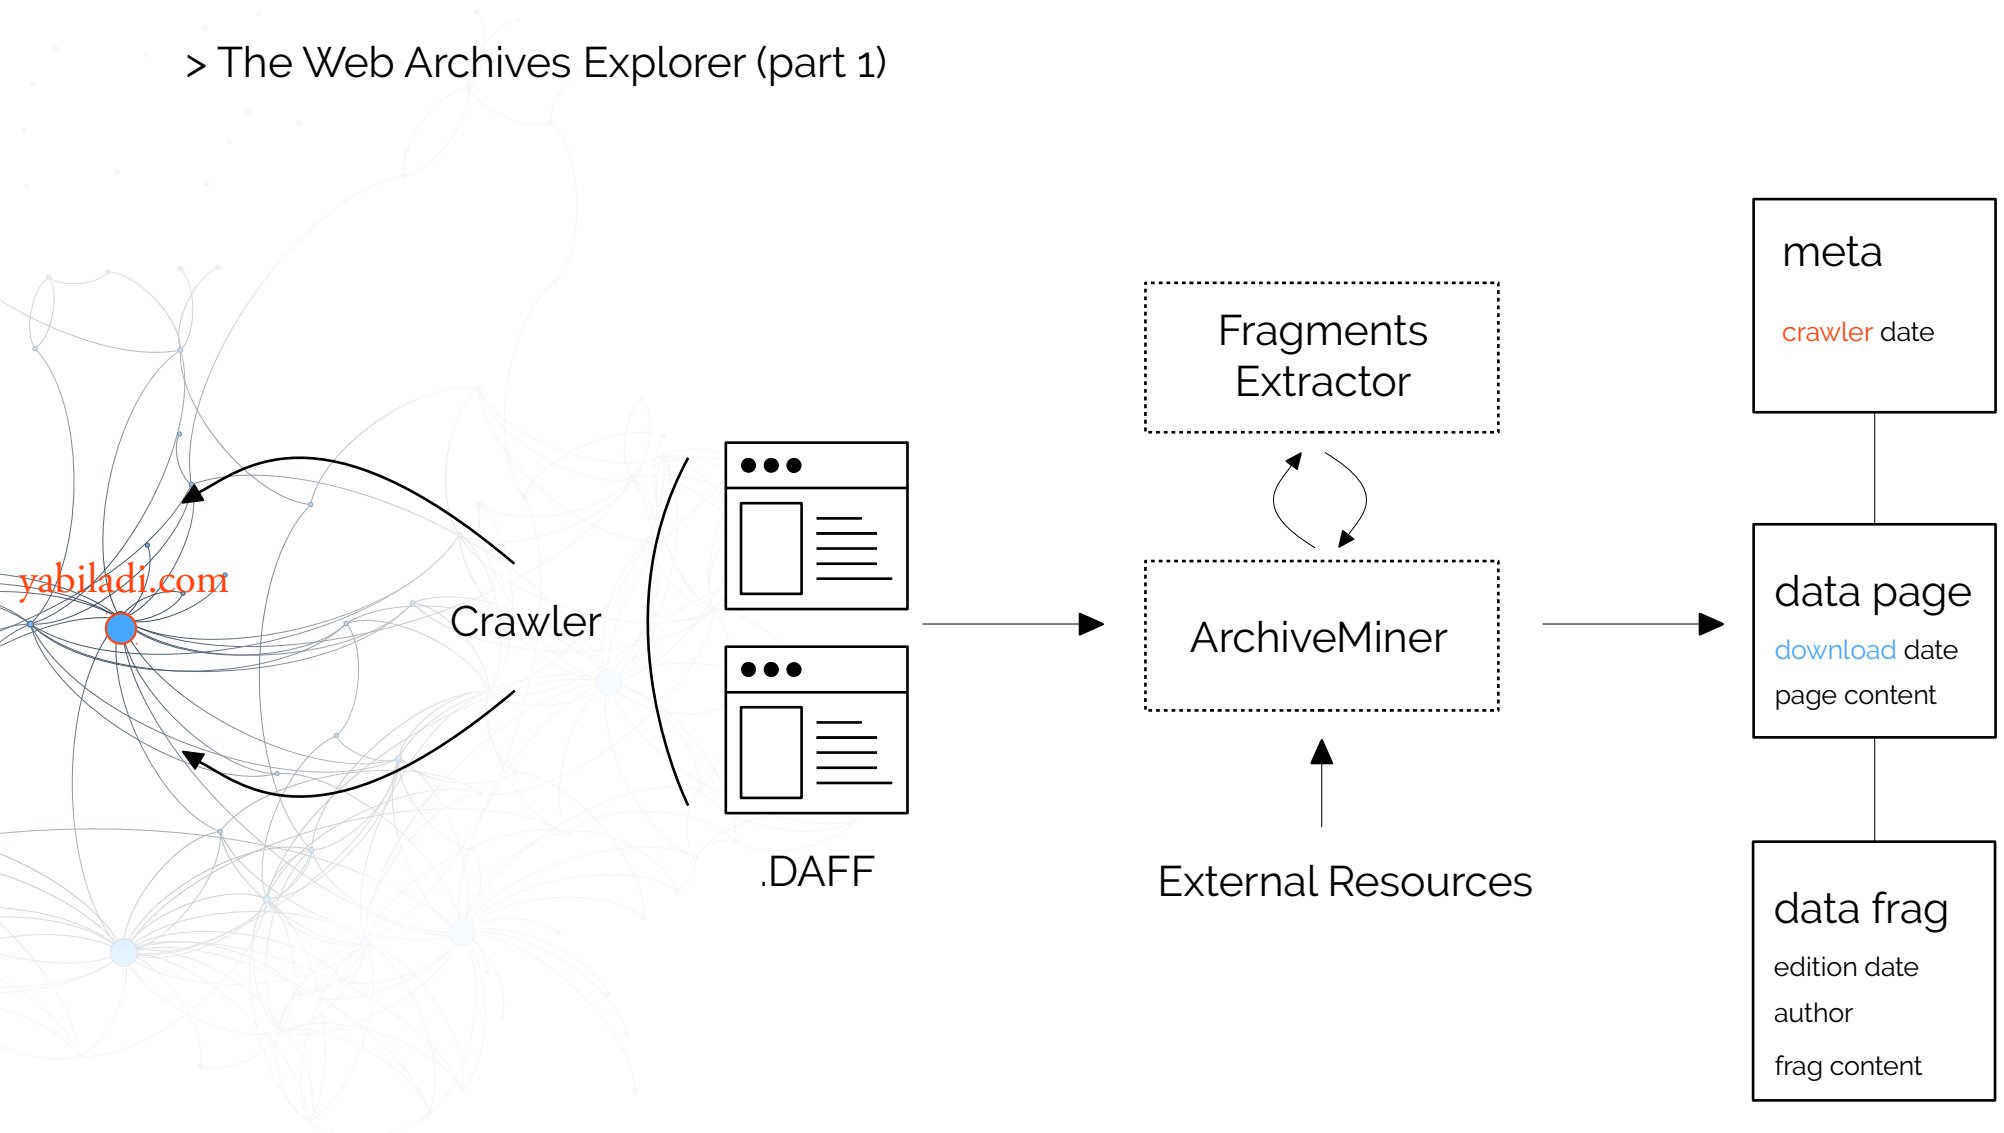 > The Web Archives Explorer (part 1)
yabiladi.com
Crawler
.DAFF
Fragments
Extractor
ArchiveMiner
External Resources
meta
crawler date
data page
download date
page content
data frag
edition date
author
frag content